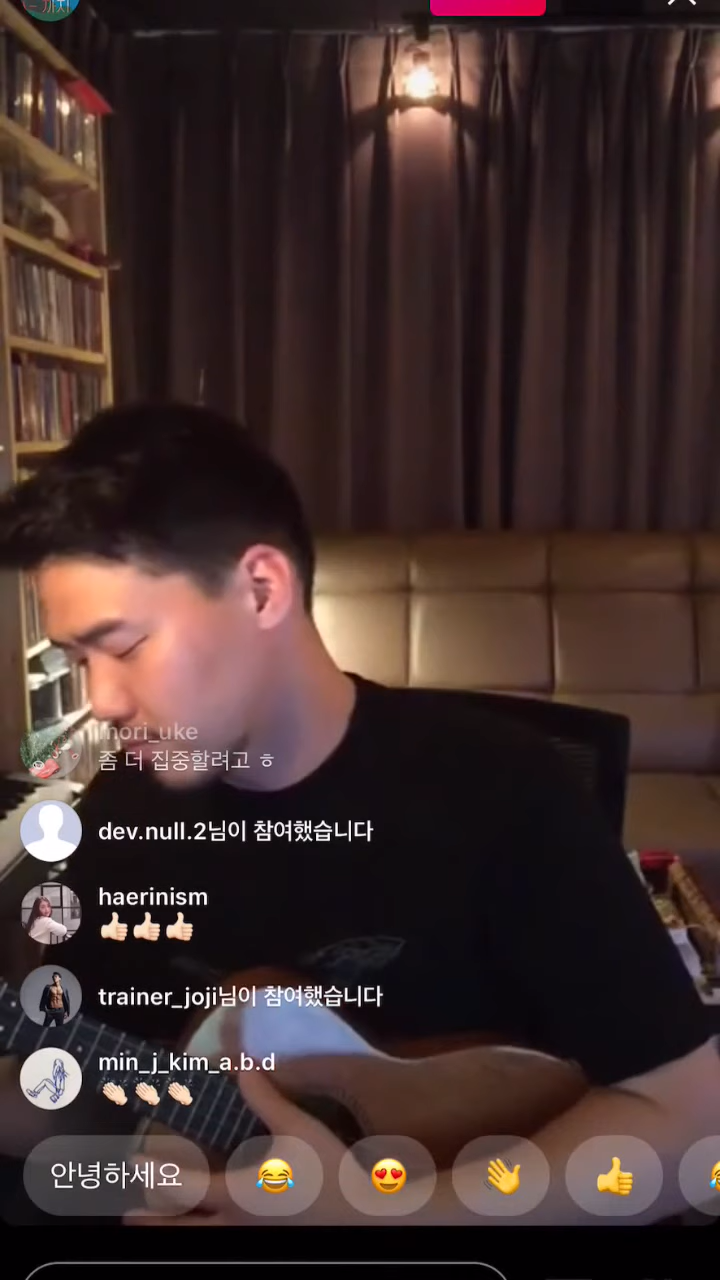 까치
mori_uke
좀 더 집중할려고 ㅎ
dev.null.2님이 참여했습니다
haerinism
👍🏻👍🏻👍🏻
trainer_joji님이 참여했습니다
min_j_kim_a.b.d
👏🏻👏🏻👏🏻
안녕하세요